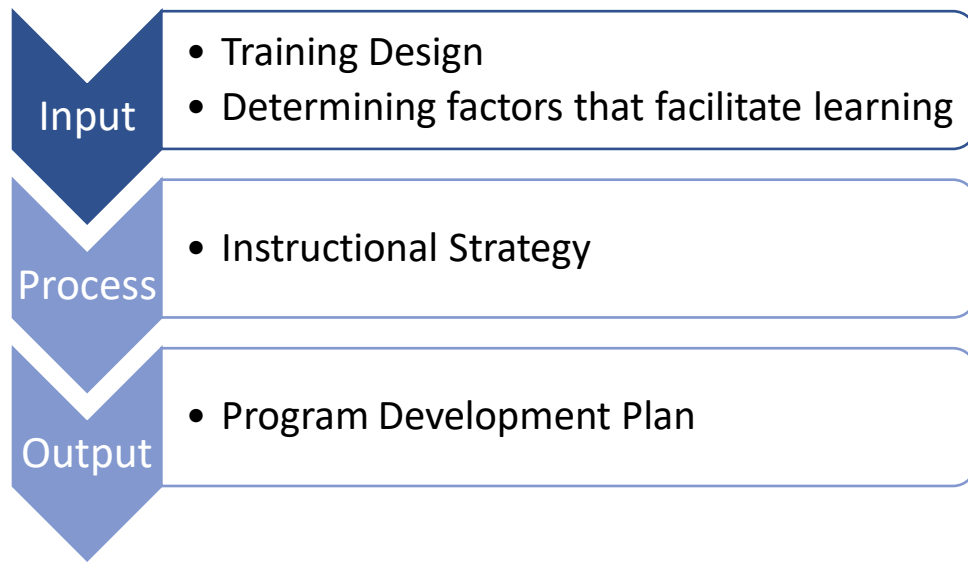 Input
• Training Design
• Determining factors that facilitate learning
Process
• Instructional Strategy
Output
• Program Development Plan